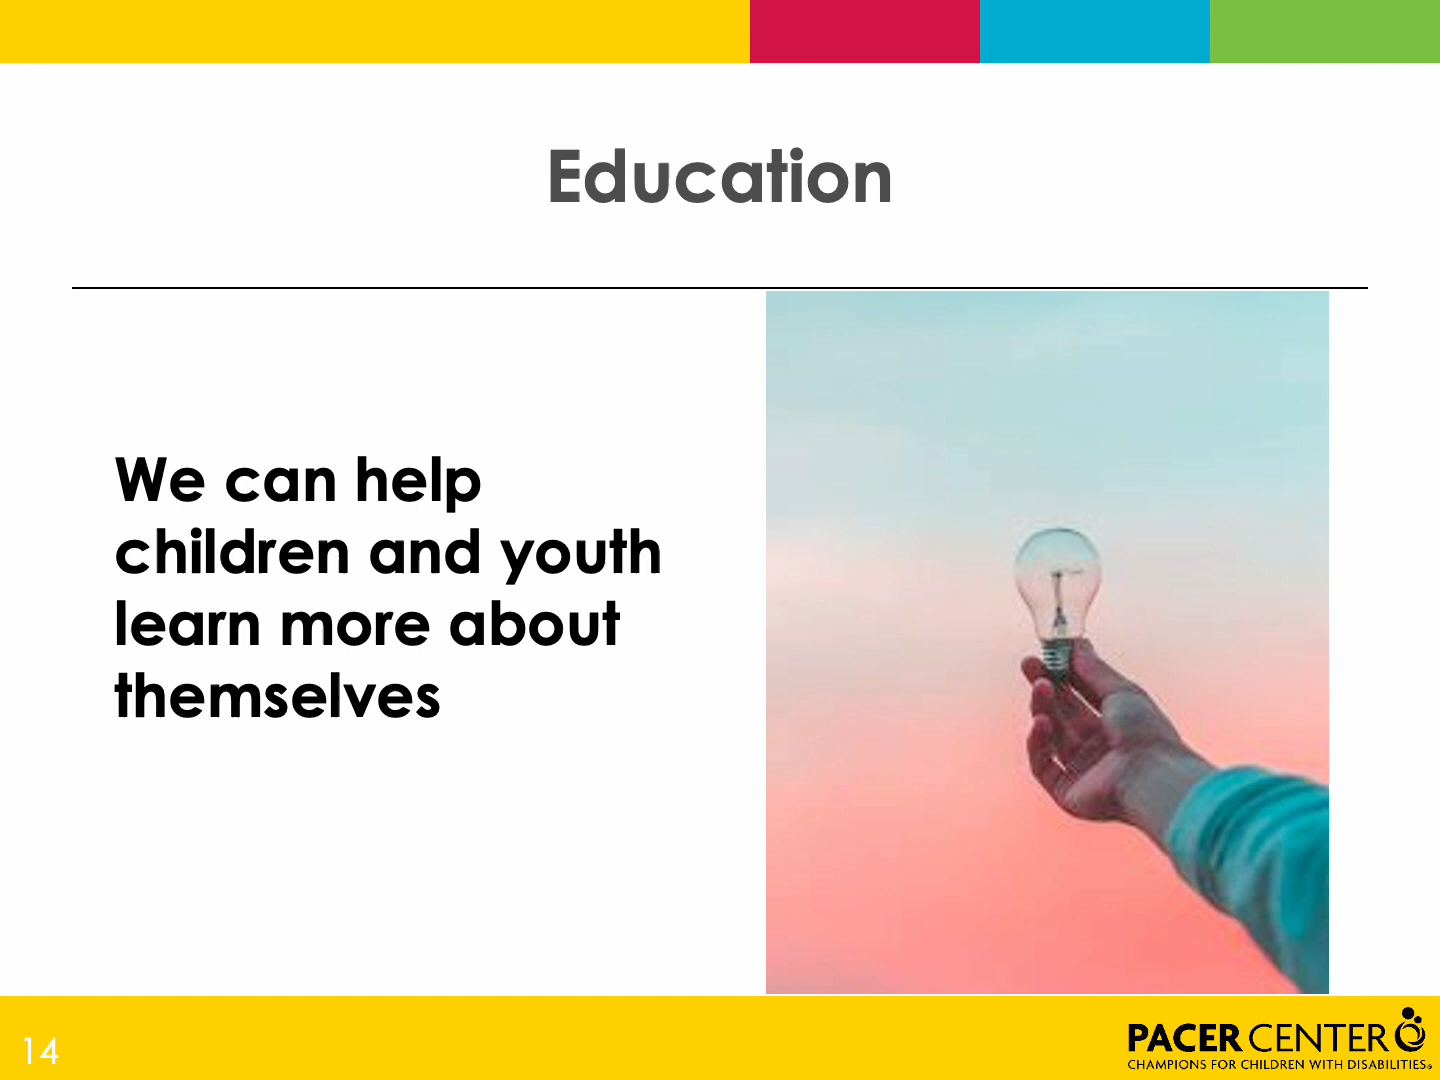 Education
We can help
children and youth
learn more about
themselves
14
PACER CENTER
CHAMPIONS FOR CHILDREN WITH DISABILITIES®